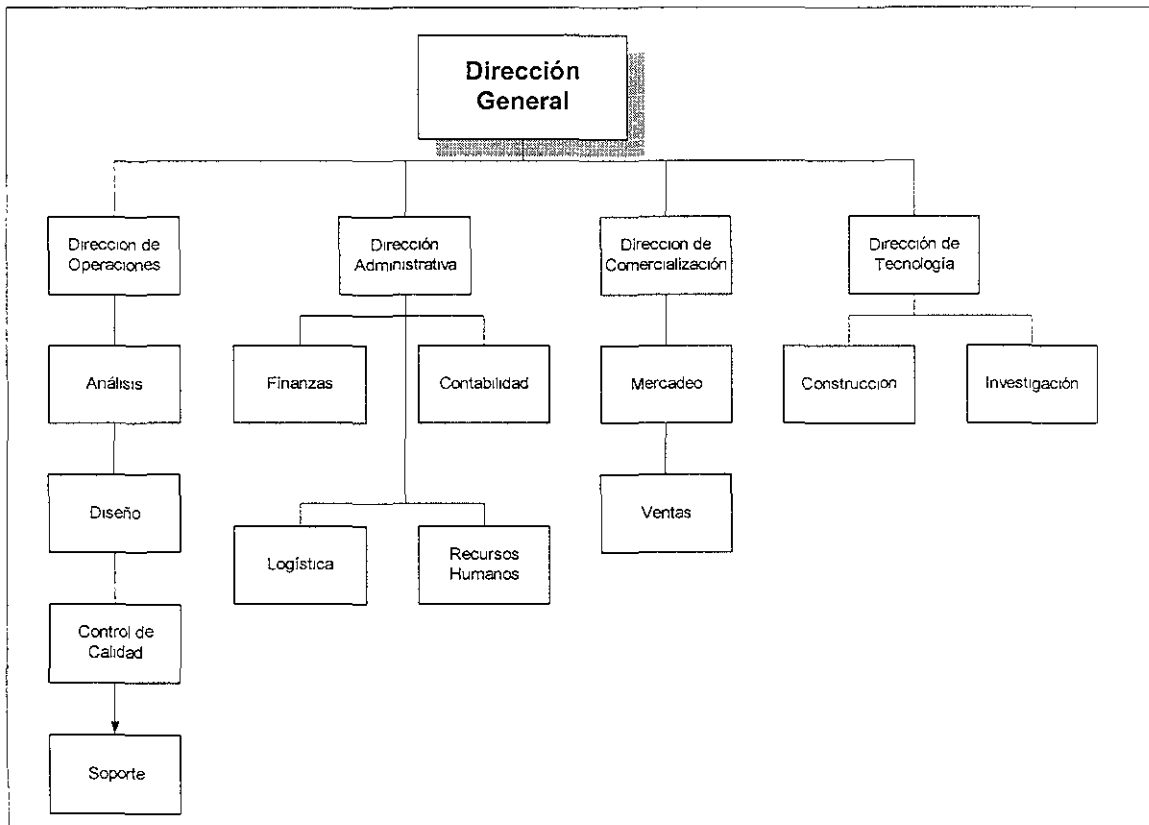 Dirección
General
Direccion de
Operaciones
Dirección
Administrativa
Direccion de
Comercialización
Dirección de
Tecnología
Análisis
Finanzas
Contabilidad
Mercadeo
Construccion
Investigación
Diseño
Logística
Recursos
Humanos
Ventas
Control de
Calidad
Soporte